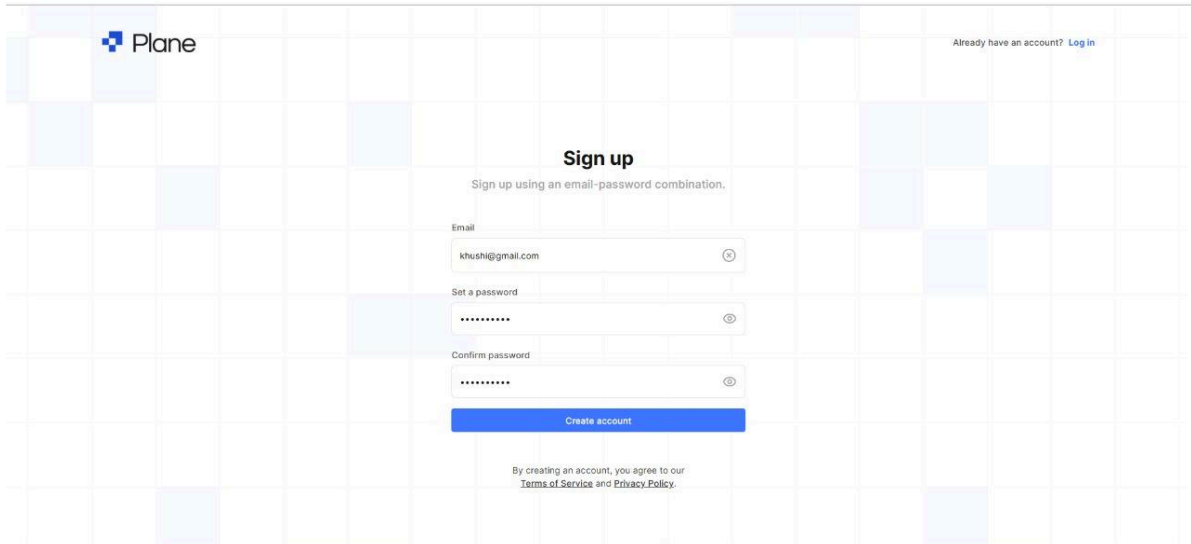 Plane
Already have an account? Log in
Sign up
Sign up using an email-password combination.
Email
khushi@gmail.com
Set a password
••••••••••
Confirm password
••••••••••
Create account
By creating an account, you agree to our
Terms of Service and Privacy Policy.